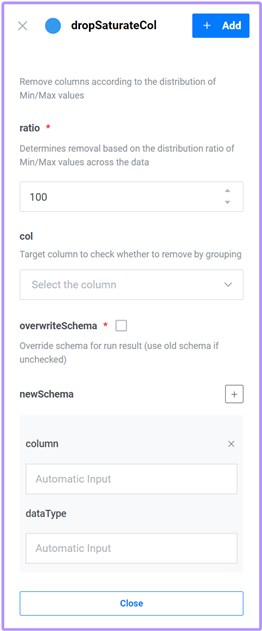 dropSaturateCol
+ Add
Remove columns according to the distribution of
Min/Max values
ratio *
Determines removal based on the distribution ratio of
Min/Max values across the data
100
col
Target column to check whether to remove by grouping
Select the column
overwriteSchema *
Override schema for run result (use old schema if
unchecked)
newSchema
column
Automatic Input
dataType
Automatic Input
Close